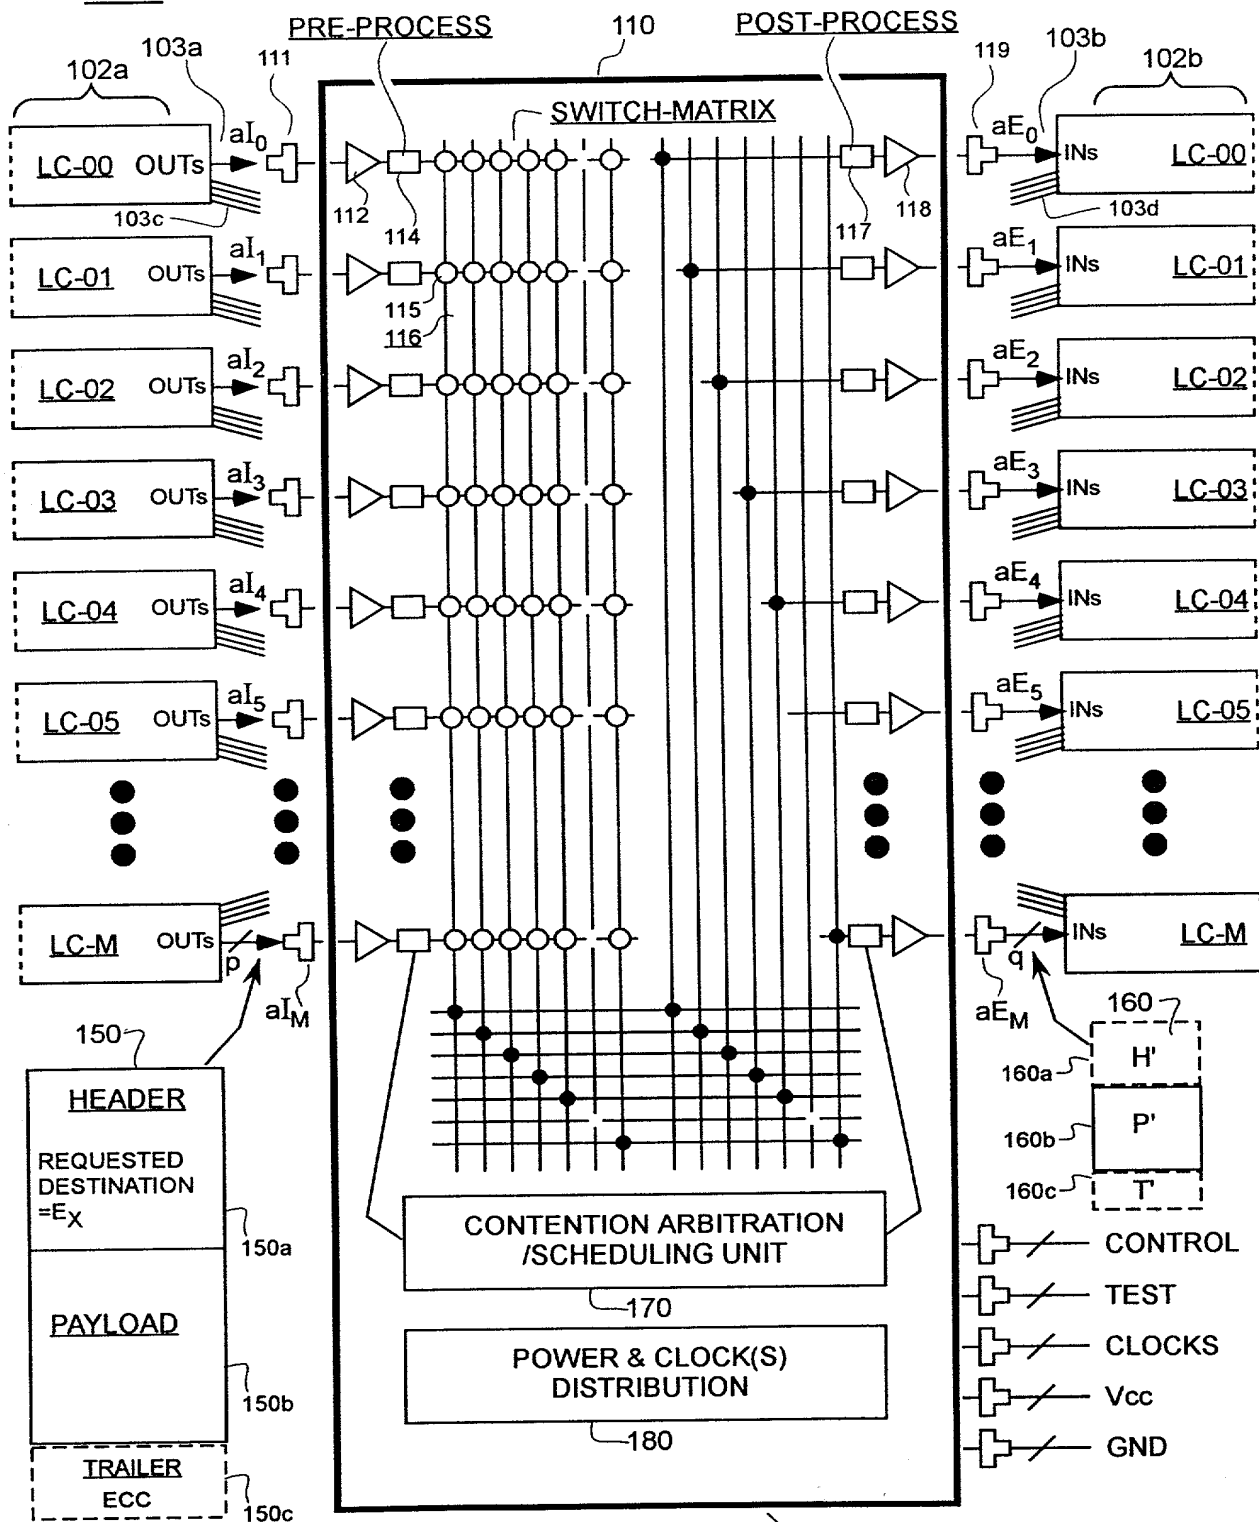 PRE-PROCESS 110 POST-PROCESS
103a 111 119 103b
102a 102b
SWITCH-MATRIX
LC-00 OUTs aI0 aE0 INs LC-00
103c 112 114 117 118 103d
LC-01 OUTs aI1 aE1 INs LC-01
115
116
LC-02 OUTs aI2 aE2 INs LC-02
LC-03 OUTs aI3 aE3 INs LC-03
LC-04 OUTs aI4 aE4 INs LC-04
LC-05 OUTs aI5 aE5 INs LC-05
LC-M OUTs p q INs LC-M
aIM aEM
150 160
HEADER
160a H'
REQUESTED
DESTINATION
=EX
160b P'
160c T'
150a
CONTENTION ARBITRATION
/SCHEDULING UNIT
170
CONTROL
TEST
PAYLOAD
150b
POWER & CLOCK(S)
DISTRIBUTION
180
CLOCKS
Vcc
GND
TRAILER
ECC
150c